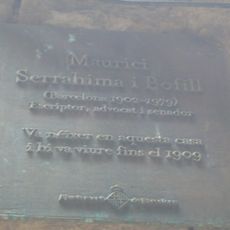 Maurici
Serrahima i Bofill
(Barcelona 1902-1979)
Escriptor, advocat i senador
Va néixer en aquesta casa
i hi va viure fins el 1909